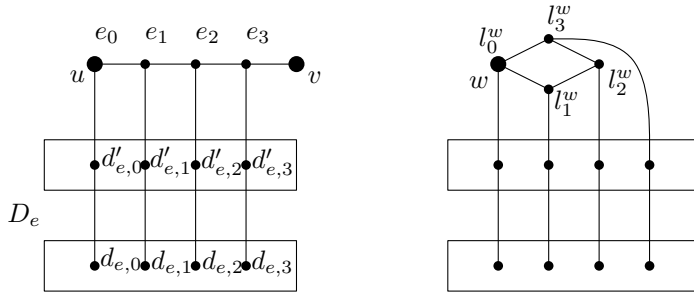 e_0 e_1 e_2 e_3 l_3^w
l_0^w
u v w l_2^w
l_1^w
d'_{e,0} d'_{e,1} d'_{e,2} d'_{e,3}
D_e
d_{e,0} d_{e,1} d_{e,2} d_{e,3}